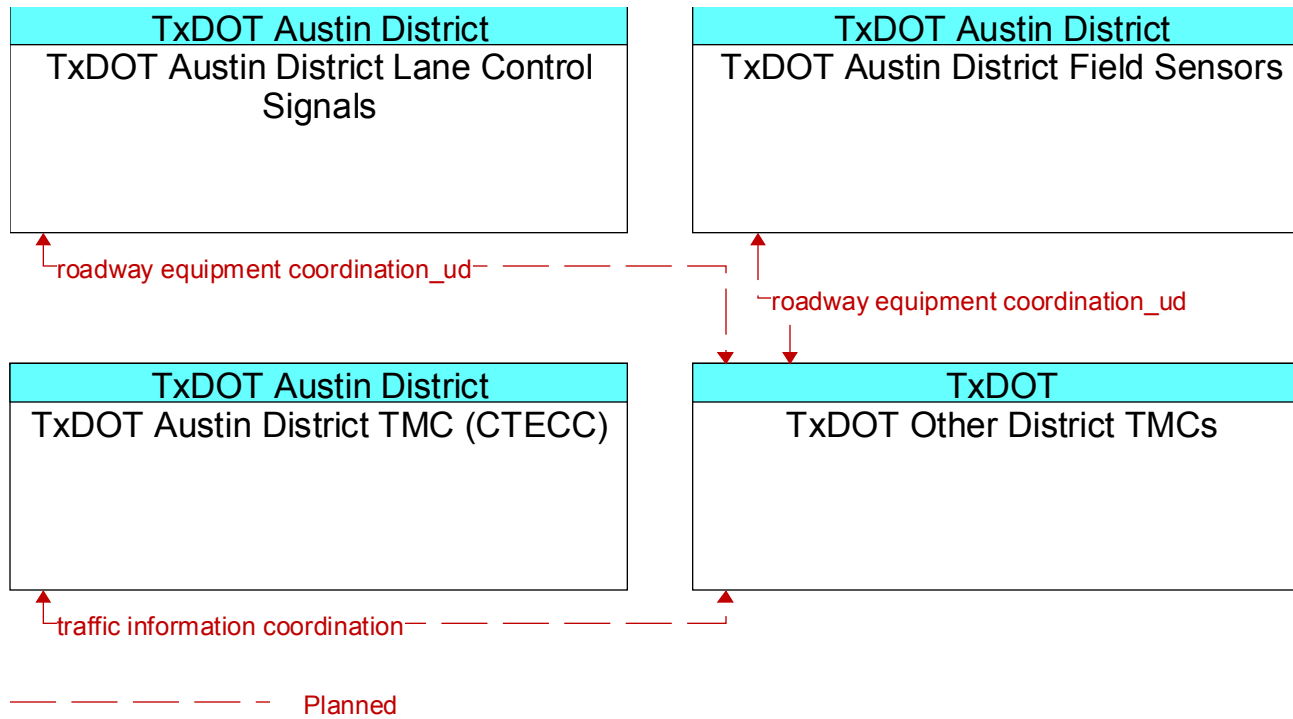 TxDOT Austin District
TxDOT Austin District Lane Control
Signals
TxDOT Austin District
TxDOT Austin District Field Sensors
roadway equipment coordination_ud
roadway equipment coordination_ud
TxDOT Austin District
TxDOT Austin District TMC (CTECC)
TxDOT
TxDOT Other District TMCs
traffic information coordination
Planned